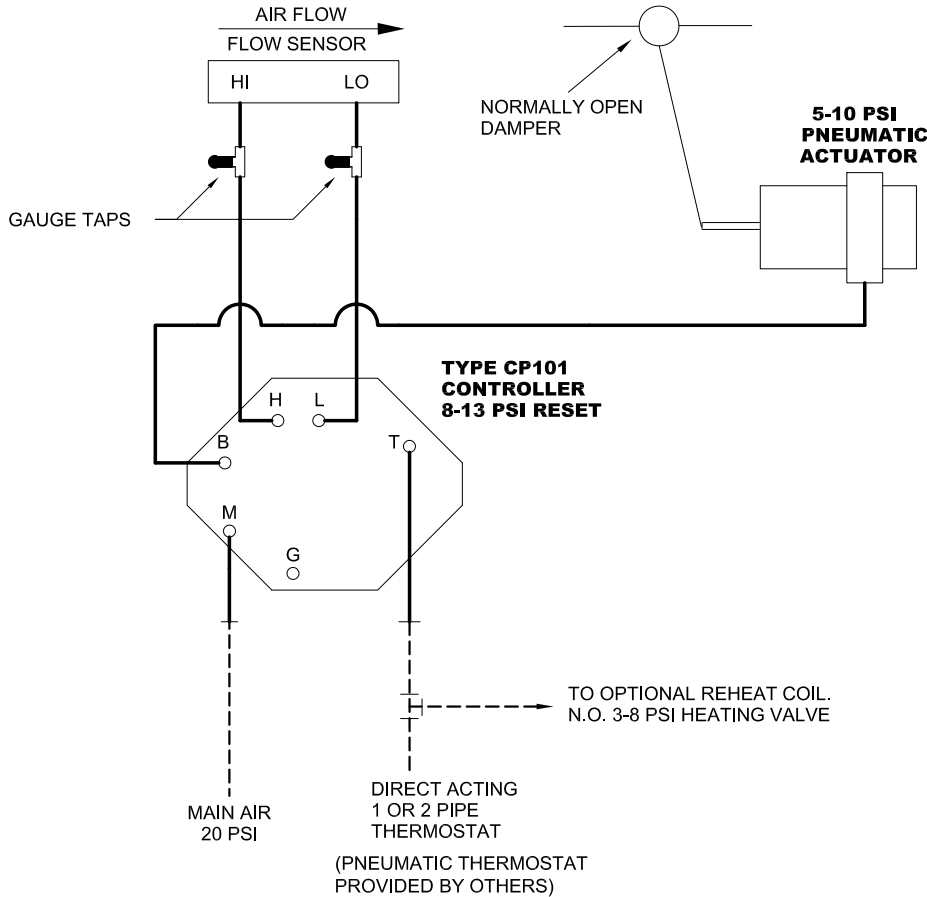 AIR FLOW
FLOW SENSOR
HI
LO
NORMALLY OPEN
DAMPER
5-10 PSI
PNEUMATIC
ACTUATOR
GAUGE TAPS
TYPE CP101
CONTROLLER
8-13 PSI RESET
H
L
B
T
M
G
TO OPTIONAL REHEAT COIL.
N.O. 3-8 PSI HEATING VALVE
MAIN AIR
20 PSI
DIRECT ACTING
1 OR 2 PIPE
THERMOSTAT
(PNEUMATIC THERMOSTAT
PROVIDED BY OTHERS)